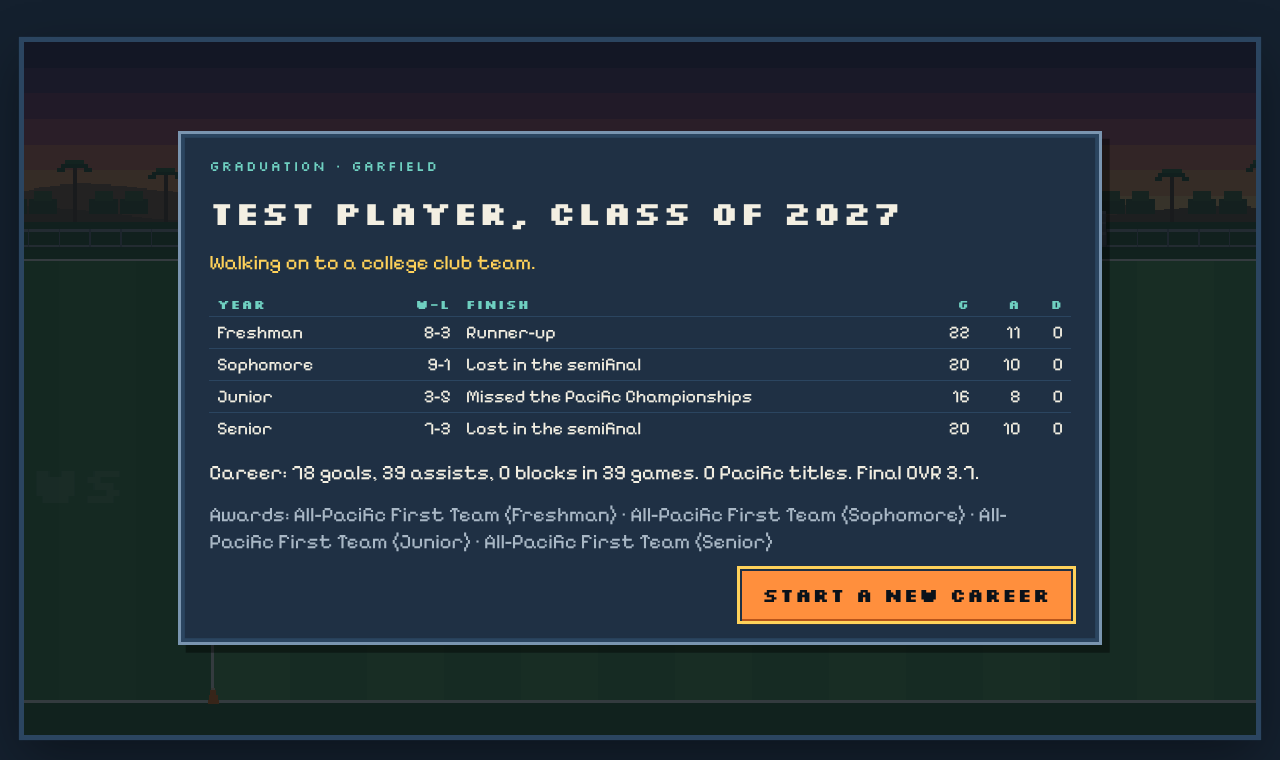 GRADUATION · GARFIELD
TEST PLAYER, CLASS OF 2027
Walking on to a college club team.
YEAR W-L FINISH G A D
Freshman 8-3 Runner-up 22 11 0
Sophomore 9-1 Lost in the semifinal 20 10 0
Junior 3-5 Missed the Pacific Championships 16 8 0
Senior 7-3 Lost in the semifinal 20 10 0
Career: 78 goals, 39 assists, 0 blocks in 39 games. 0 Pacific titles. Final OVR 3.7.
Awards: All-Pacific First Team (Freshman) · All-Pacific First Team (Sophomore) · All-
Pacific First Team (Junior) · All-Pacific First Team (Senior)
START A NEW CAREER